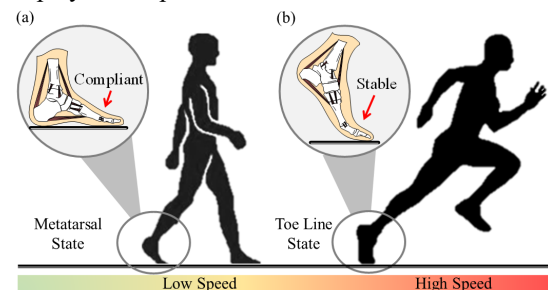 (a)
Compliant
Metatarsal
State
(b)
Stable
Toe Line
State
Low Speed
High Speed